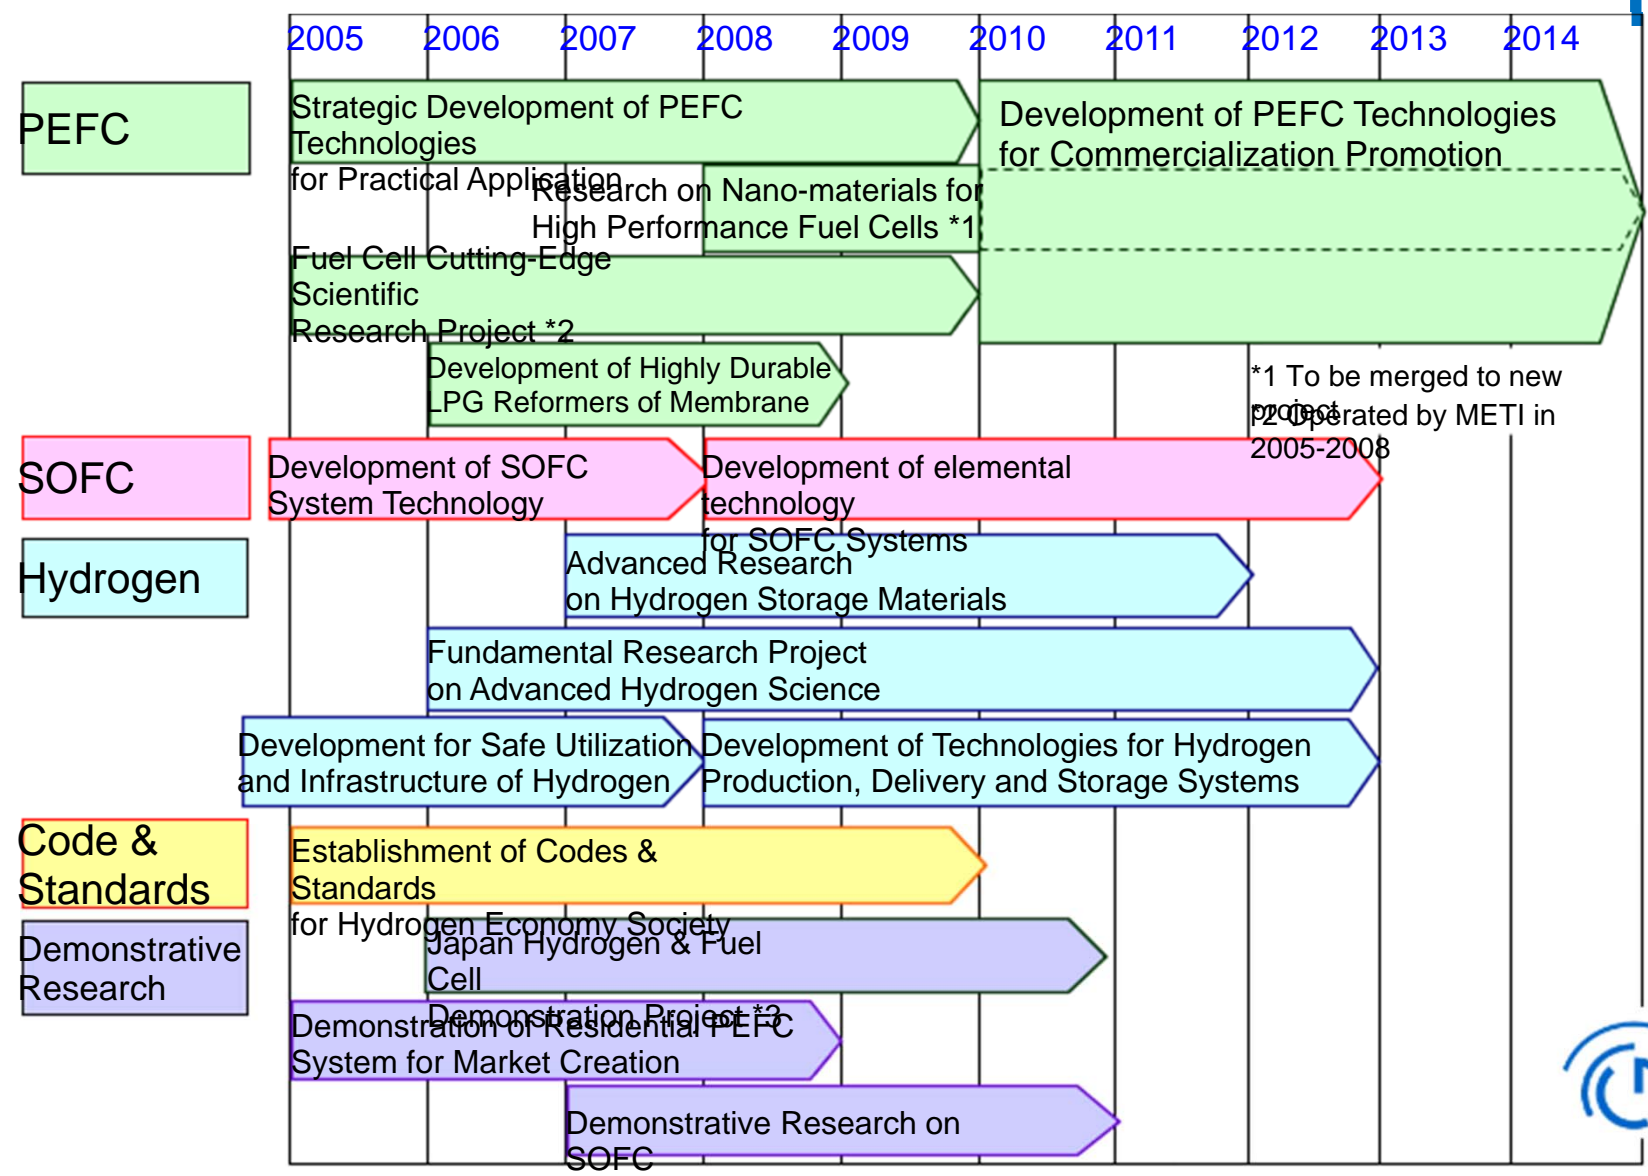 2005 2006 2007 2008 2009 2010 2011 2012 2013 2014
PEFC
Strategic Development of PEFC
Technologies
for Practical Application
Development of PEFC Technologies
for Commercialization Promotion
Research on Nano-materials for
High Performance Fuel Cells *1
Fuel Cell Cutting-Edge
Scientific
Research Project *2
Development of Highly Durable
LPG Reformers of Membrane
*1 To be merged to new
project
*2 Operated by METI in
2005-2008
SOFC
Development of SOFC
System Technology
Development of elemental
technology
for SOFC Systems
Hydrogen
Advanced Research
on Hydrogen Storage Materials
Fundamental Research Project
on Advanced Hydrogen Science
Development for Safe Utilization
and Infrastructure of Hydrogen
Development of Technologies for Hydrogen
Production, Delivery and Storage Systems
Code &
Standards
Establishment of Codes &
Standards
for Hydrogen Economy Society
Demonstrative
Research
Japan Hydrogen & Fuel
Cell
Demonstration Project *3
Demonstration of Residential PEFC
System for Market Creation
Demonstrative Research on
SOFC